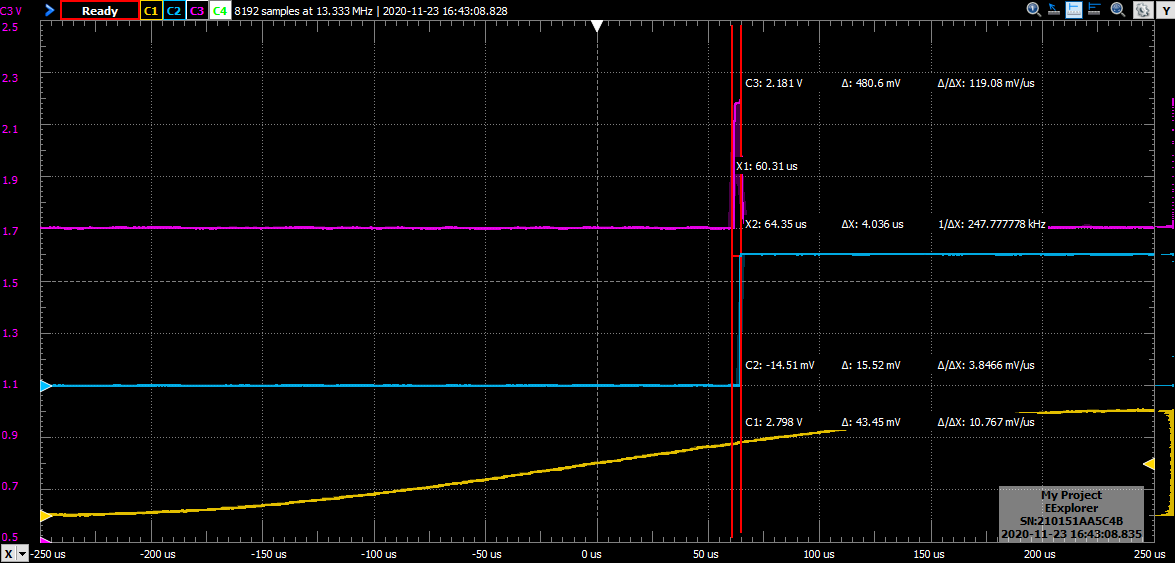 C3 V Ready C1 C2 C3 C4 8192 samples at 13.333 MHz | 2020-11-23 16:43:08.828 Y
2.5
2.3
2.1
1.9
1.7
1.5
1.3
1.1
0.9
0.7
0.5
C3: 2.181 V Δ: 480.6 mV Δ/ΔX: 119.08 mV/us
X1: 60.31 us
X2: 64.35 us ΔX: 4.036 us 1/ΔX: 247.777778 kHz
C2: -14.51 mV Δ: 15.52 mV Δ/ΔX: 3.8466 mV/us
C1: 2.798 V Δ: 43.45 mV Δ/ΔX: 10.767 mV/us
My Project
EExplorer
SN:210151AA5C4B
2020-11-23 16:43:08.835
X -250 us -200 us -150 us -100 us -50 us 0 us 50 us 100 us 150 us 200 us 250 us